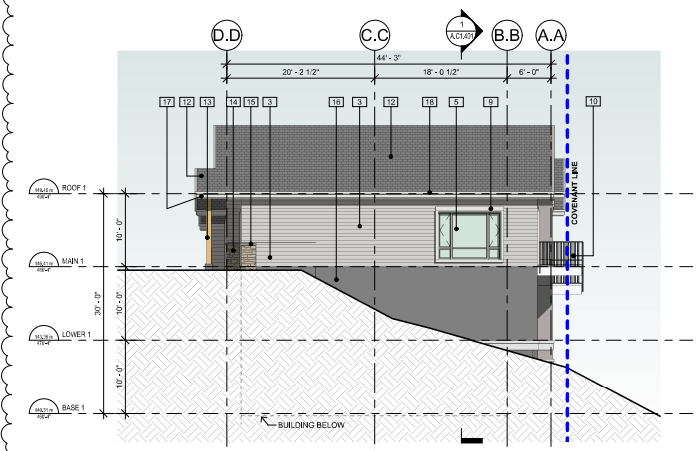 D.D
C.C
1
A.C1.401
B.B
A.A
44' - 3"
20' - 2 1/2"
18' - 0 1/2"
6' - 0"
17
12
13
14
15
3
16
3
12
18
5
9
10
COVENANT LINE
ROOF 1
10' - 0"
MAIN 1
30' - 0"
10' - 0"
LOWER 1
10' - 0"
BASE 1
BUILDING BELOW